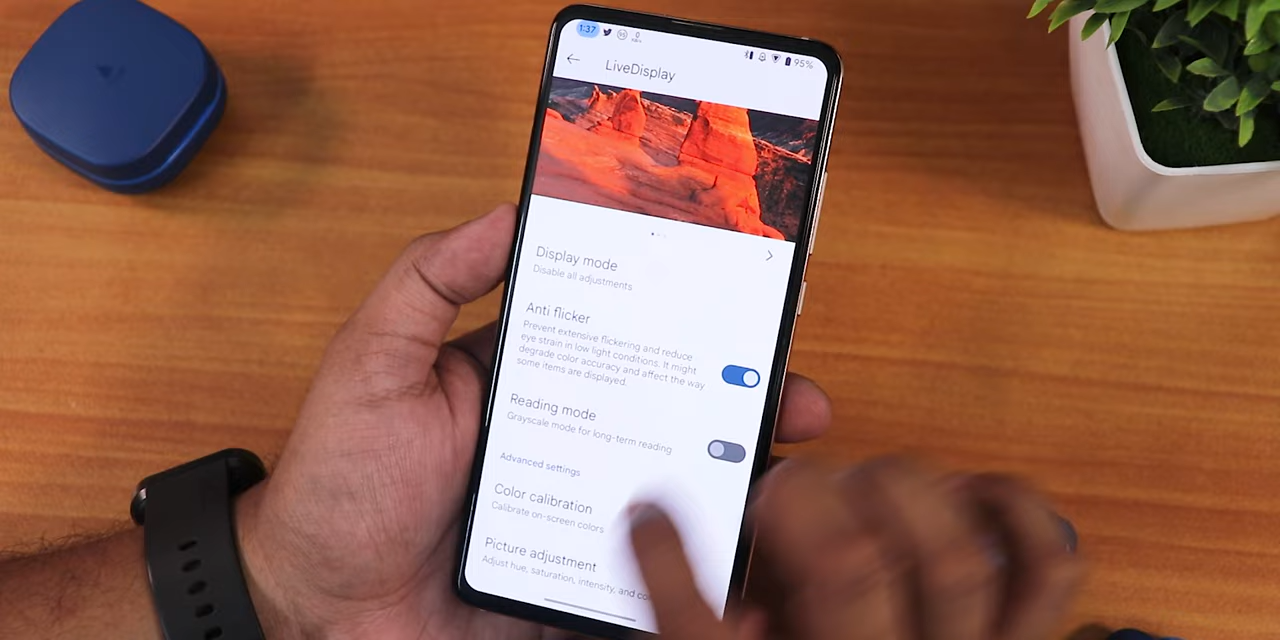 1:37
95%
LiveDisplay
Display mode
Disable all adjustments
Anti flicker
Prevent extensive flickering and reduce
eye strain in low light conditions. It might
degrade color accuracy and affect the way
some items are displayed.
Reading mode
Grayscale mode for long-term reading
Advanced settings
Color calibration
Calibrate on-screen colors
Picture adjustment
Adjust hue, saturation, intensity, and